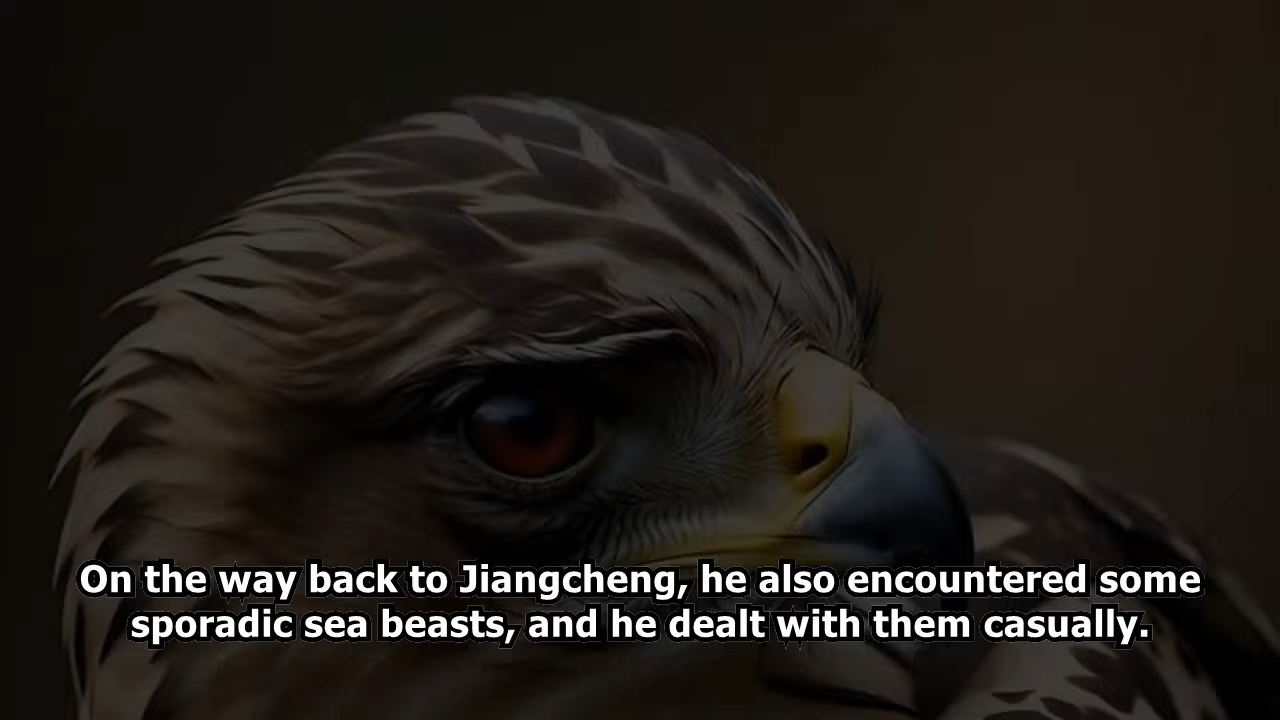 On the way back to Jiangcheng, he also encountered some
sporadic sea beasts, and he dealt with them casually.